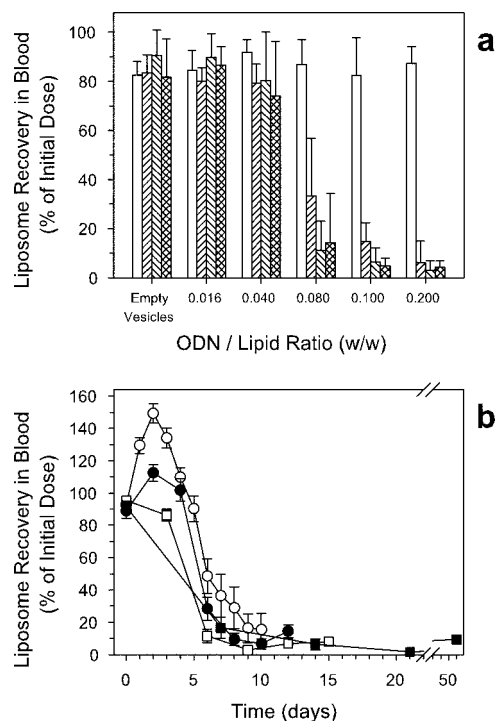 a
Liposome Recovery in Blood
(% of Initial Dose)
100
80
60
40
20
0
Empty Vesicles
0.016
0.040
0.080
0.100
0.200
ODN / Lipid Ratio (w/w)
b
Liposome Recovery in Blood
(% of Initial Dose)
160
140
120
100
80
60
40
20
0
0
5
10
15
20
50
Time (days)